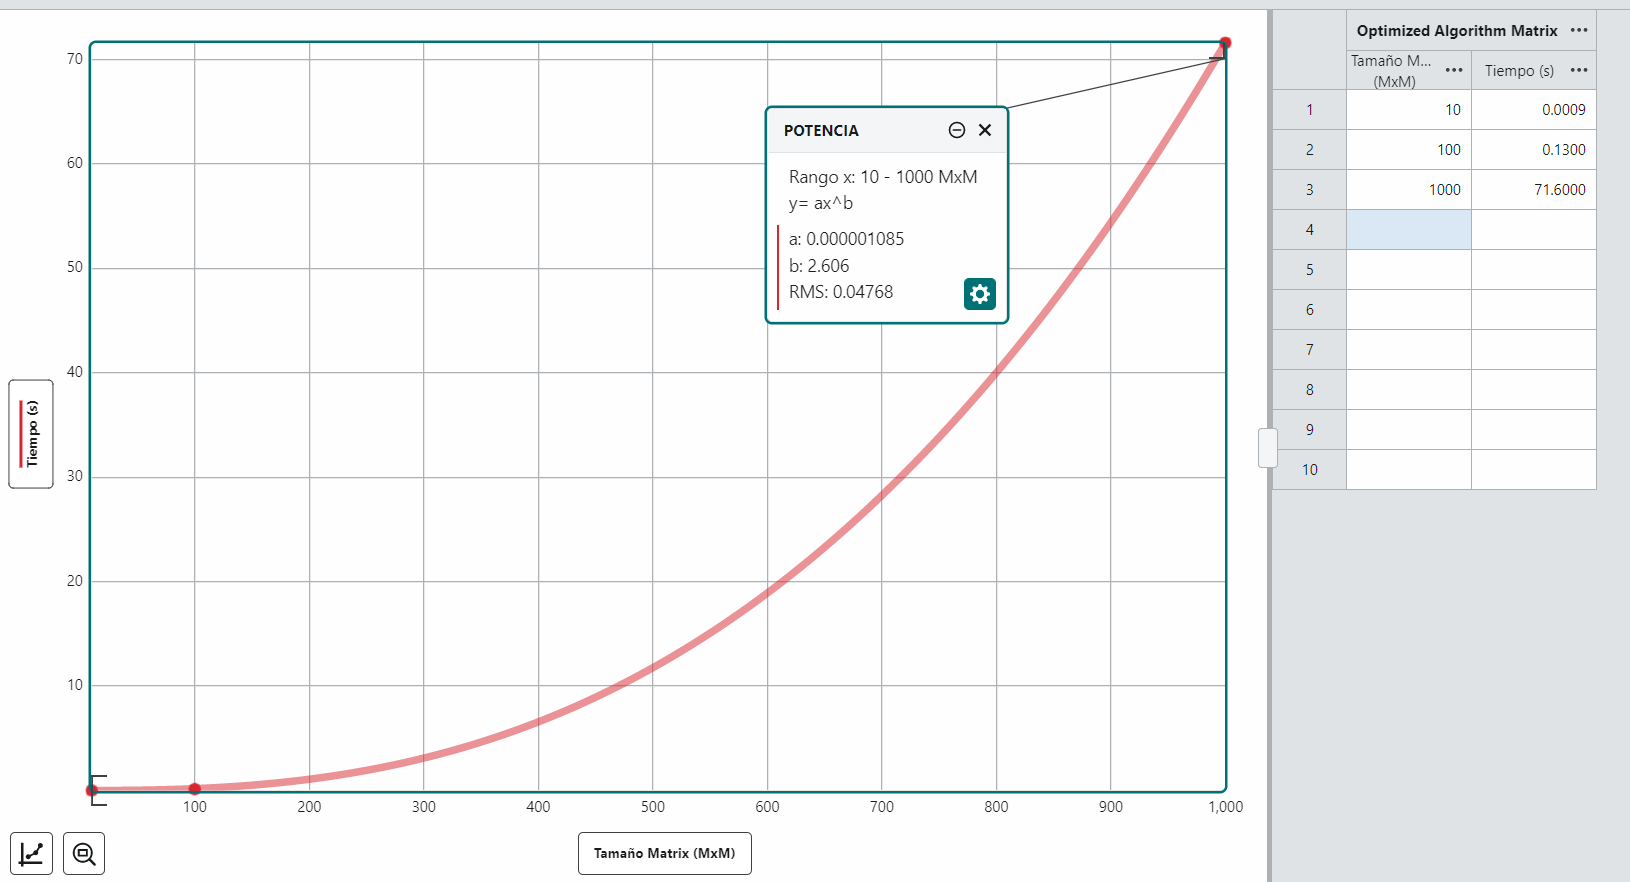 70
60
50
40
30
20
10
Tiempo (s)
100 200 300 400 500 600 700 800 900 1,000
Tamaño Matrix (MxM)
POTENCIA
Rango x: 10 - 1000 MxM
y= ax^b
a: 0.000001085
b: 2.606
RMS: 0.04768
Optimized Algorithm Matrix ···
Tamaño M... ··· Tiempo (s) ···
(MxM)
1 10 0.0009
2 100 0.1300
3 1000 71.6000
4
5
6
7
8
9
10